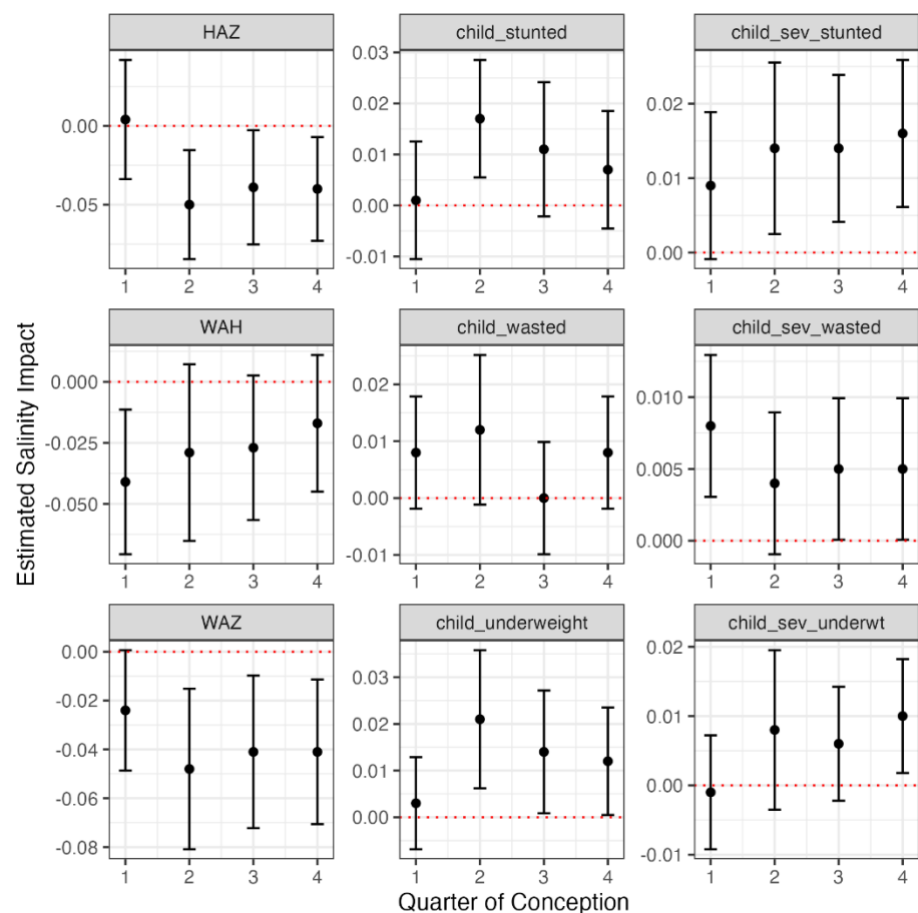 HAZ
child_stunted
child_sev_stunted
0.00
-0.05
0.03
0.02
0.01
0.00
-0.01
0.02
0.01
0.00
1 2 3 4
1 2 3 4
1 2 3 4
WAH
child_wasted
child_sev_wasted
0.000
-0.025
-0.050
0.02
0.01
0.00
-0.01
0.010
0.005
0.000
1 2 3 4
1 2 3 4
1 2 3 4
WAZ
child_underweight
child_sev_underwt
0.00
-0.02
-0.04
-0.06
-0.08
0.03
0.02
0.01
0.00
0.02
0.01
0.00
-0.01
1 2 3 4
1 2 3 4
1 2 3 4
Estimated Salinity Impact
Quarter of Conception